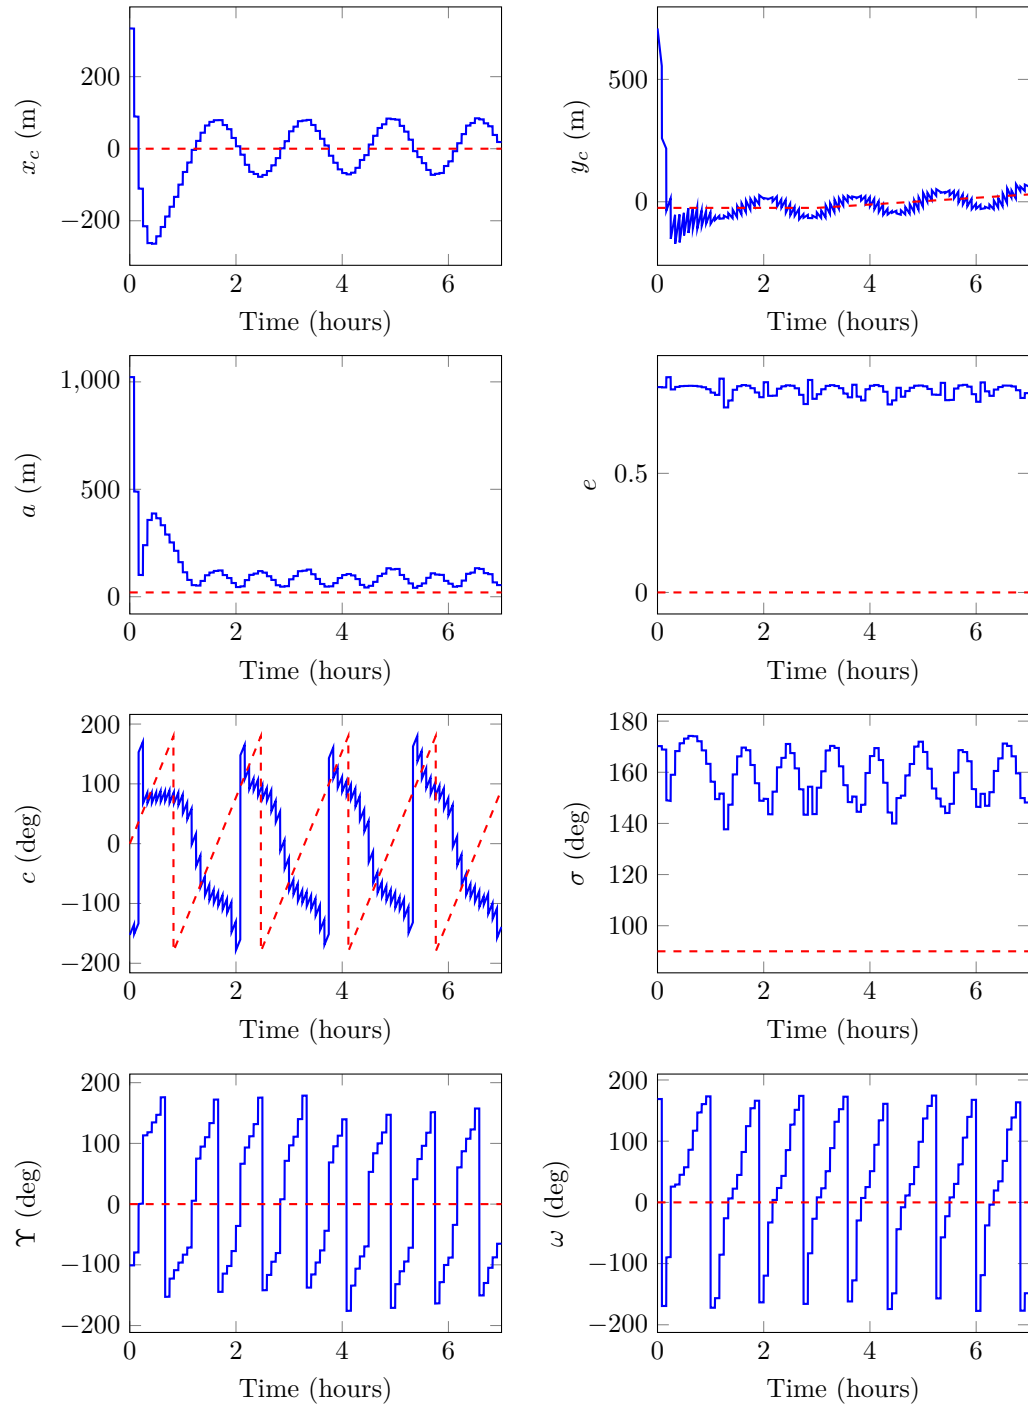 200
0
−200
x_c (m)
0 2 4 6
Time (hours)
500
0
y_c (m)
0 2 4 6
Time (hours)
1,000
500
0
a (m)
0 2 4 6
Time (hours)
0.5
0
e
0 2 4 6
Time (hours)
200
100
0
−100
−200
c (deg)
0 2 4 6
Time (hours)
180
160
140
120
100
σ (deg)
0 2 4 6
Time (hours)
200
100
0
−100
−200
ϒ (deg)
0 2 4 6
Time (hours)
200
100
0
−100
−200
ω (deg)
0 2 4 6
Time (hours)